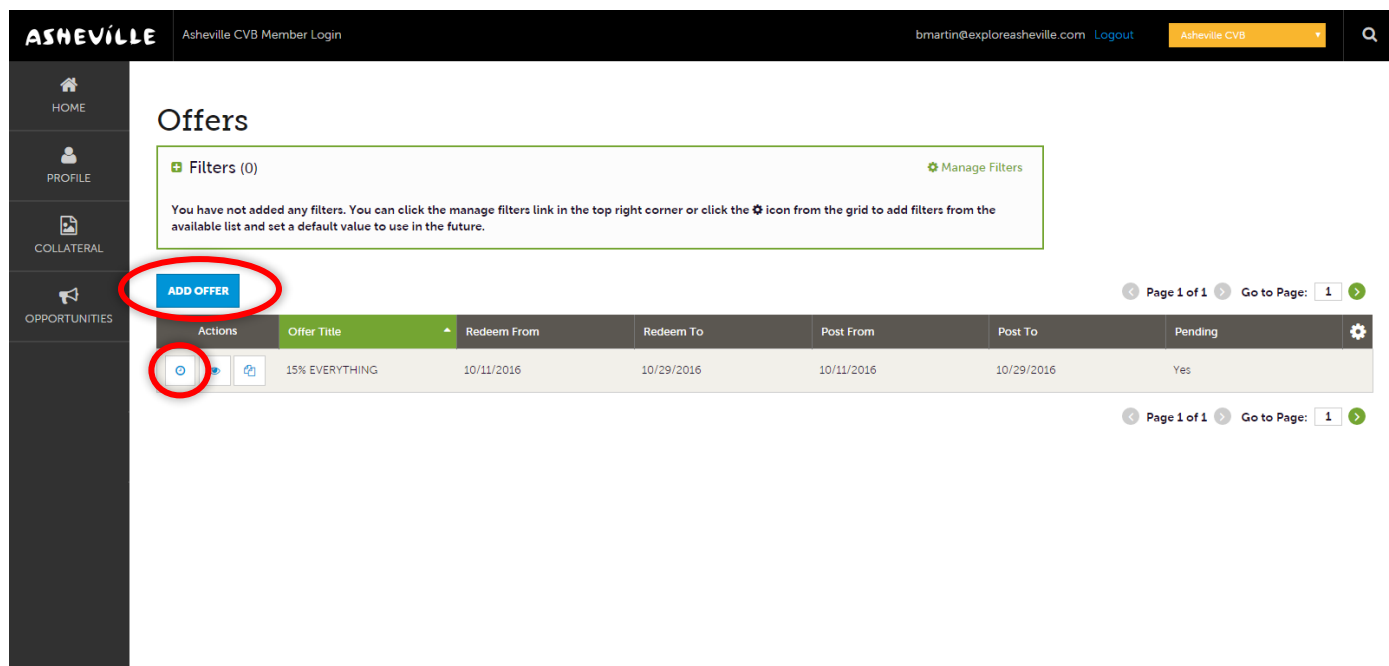 ASHEVILLE
Asheville CVB Member Login
bmartin@exploreasheville.com Logout
Asheville CVB
HOME
PROFILE
COLLATERAL
OPPORTUNITIES
Offers
Filters (0)
Manage Filters
You have not added any filters. You can click the manage filters link in the top right corner or click the icon from the grid to add filters from the
available list and set a default value to use in the future.
ADD OFFER
Page 1 of 1 Go to Page: 1
Actions Offer Title Redeem From Redeem To Post From Post To Pending
15% EVERYTHING 10/11/2016 10/29/2016 10/11/2016 10/29/2016 Yes
Page 1 of 1 Go to Page: 1